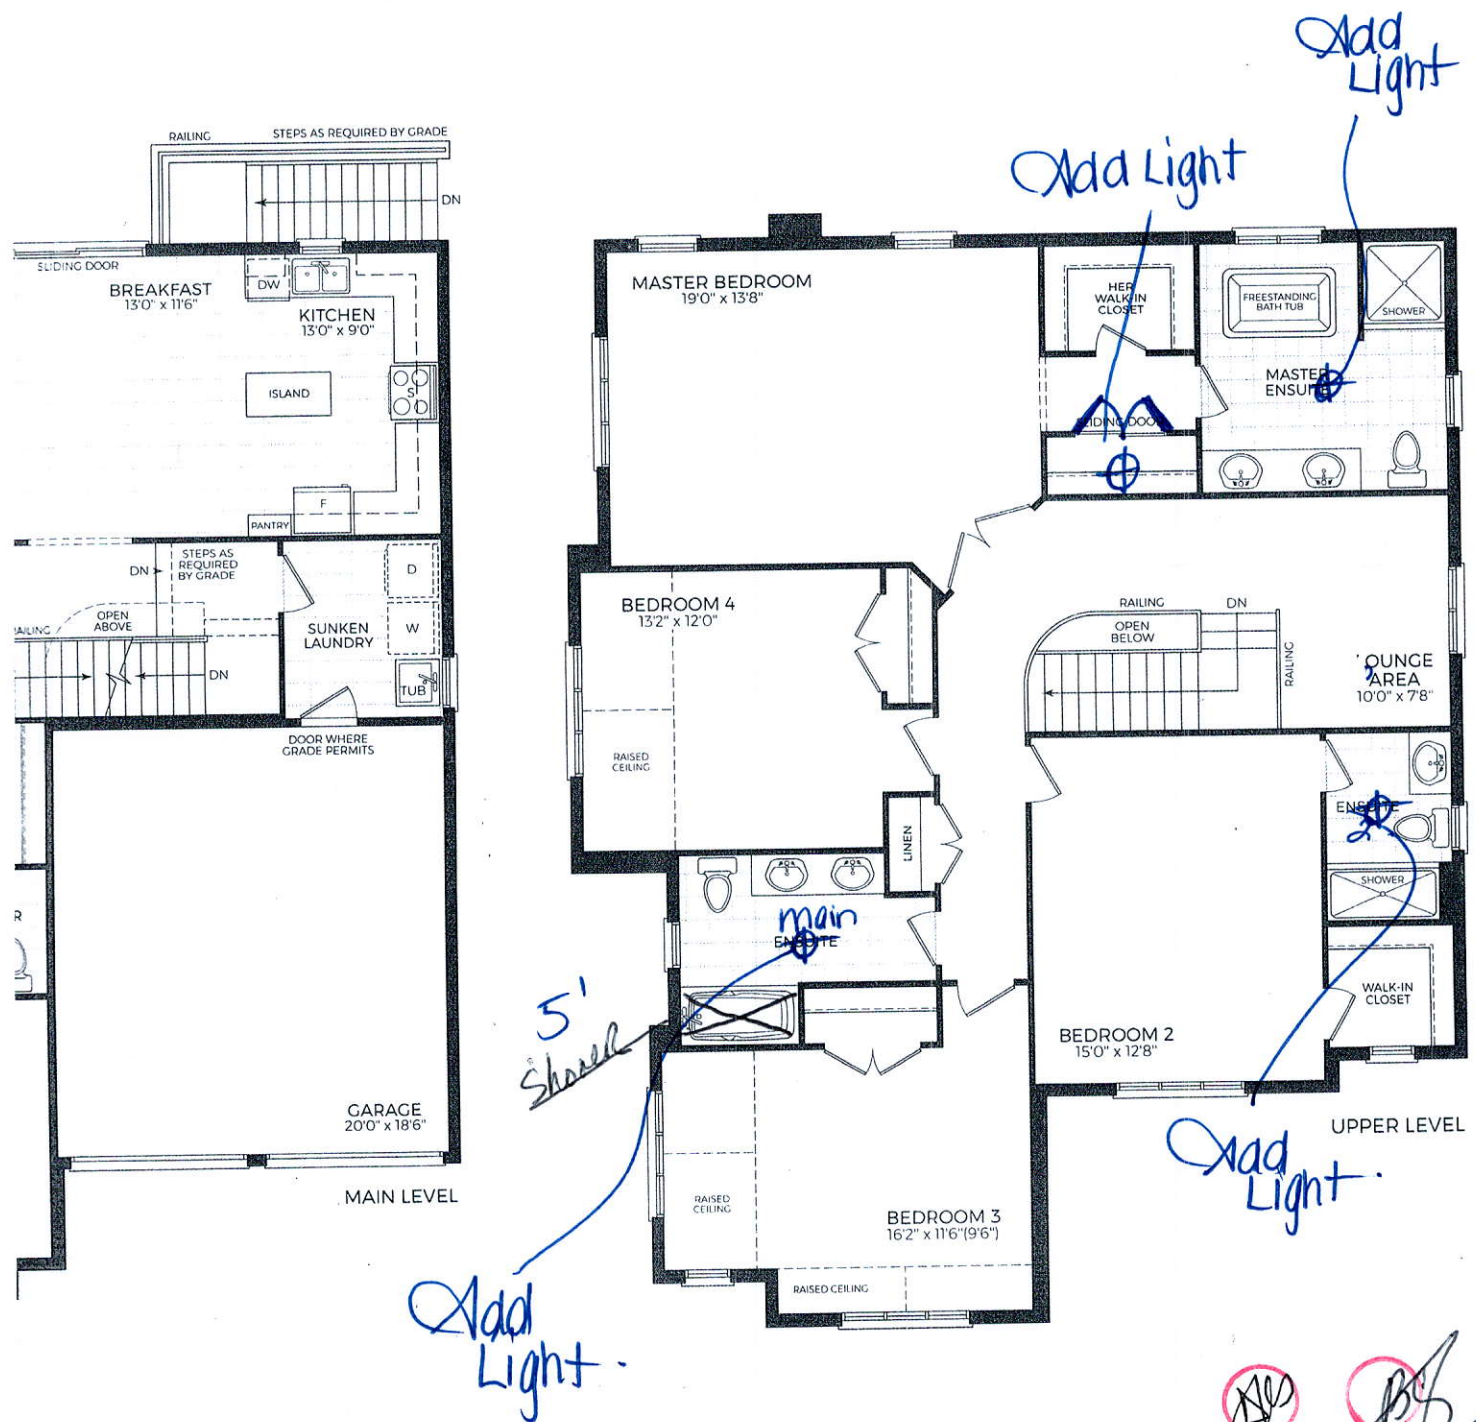 Add
Light
Add Light
RAILING
STEPS AS REQUIRED BY GRADE
DN
SLIDING DOOR
BREAKFAST
13'0" x 11'6"
DW
KITCHEN
13'0" x 9'0"
ISLAND
S
F
PANTRY
STEPS AS
REQUIRED
BY GRADE
DN
OPEN
ABOVE
DN
D
W
SUNKEN
LAUNDRY
TUB
DOOR WHERE
GRADE PERMITS
GARAGE
20'0" x 18'6"
MAIN LEVEL
MASTER BEDROOM
19'0" x 13'8"
HER
WALK-IN
CLOSET
FREESTANDING
BATH TUB
SHOWER
MASTER
ENSUITE
BEDROOM 4
13'2" x 12'0"
RAISED
CEILING
RAILING
DN
OPEN
BELOW
RAILING
OUNGE
AREA
10'0" x 7'8"
LINEN
main
ENSUITE
ENSUITE
2
SHOWER
WALK-IN
CLOSET
5'
Shower
BEDROOM 2
15'0" x 12'8"
RAISED
CEILING
BEDROOM 3
16'2" x 11'6"(9'6")
RAISED CEILING
UPPER LEVEL
Add
Light.
Add
Light.